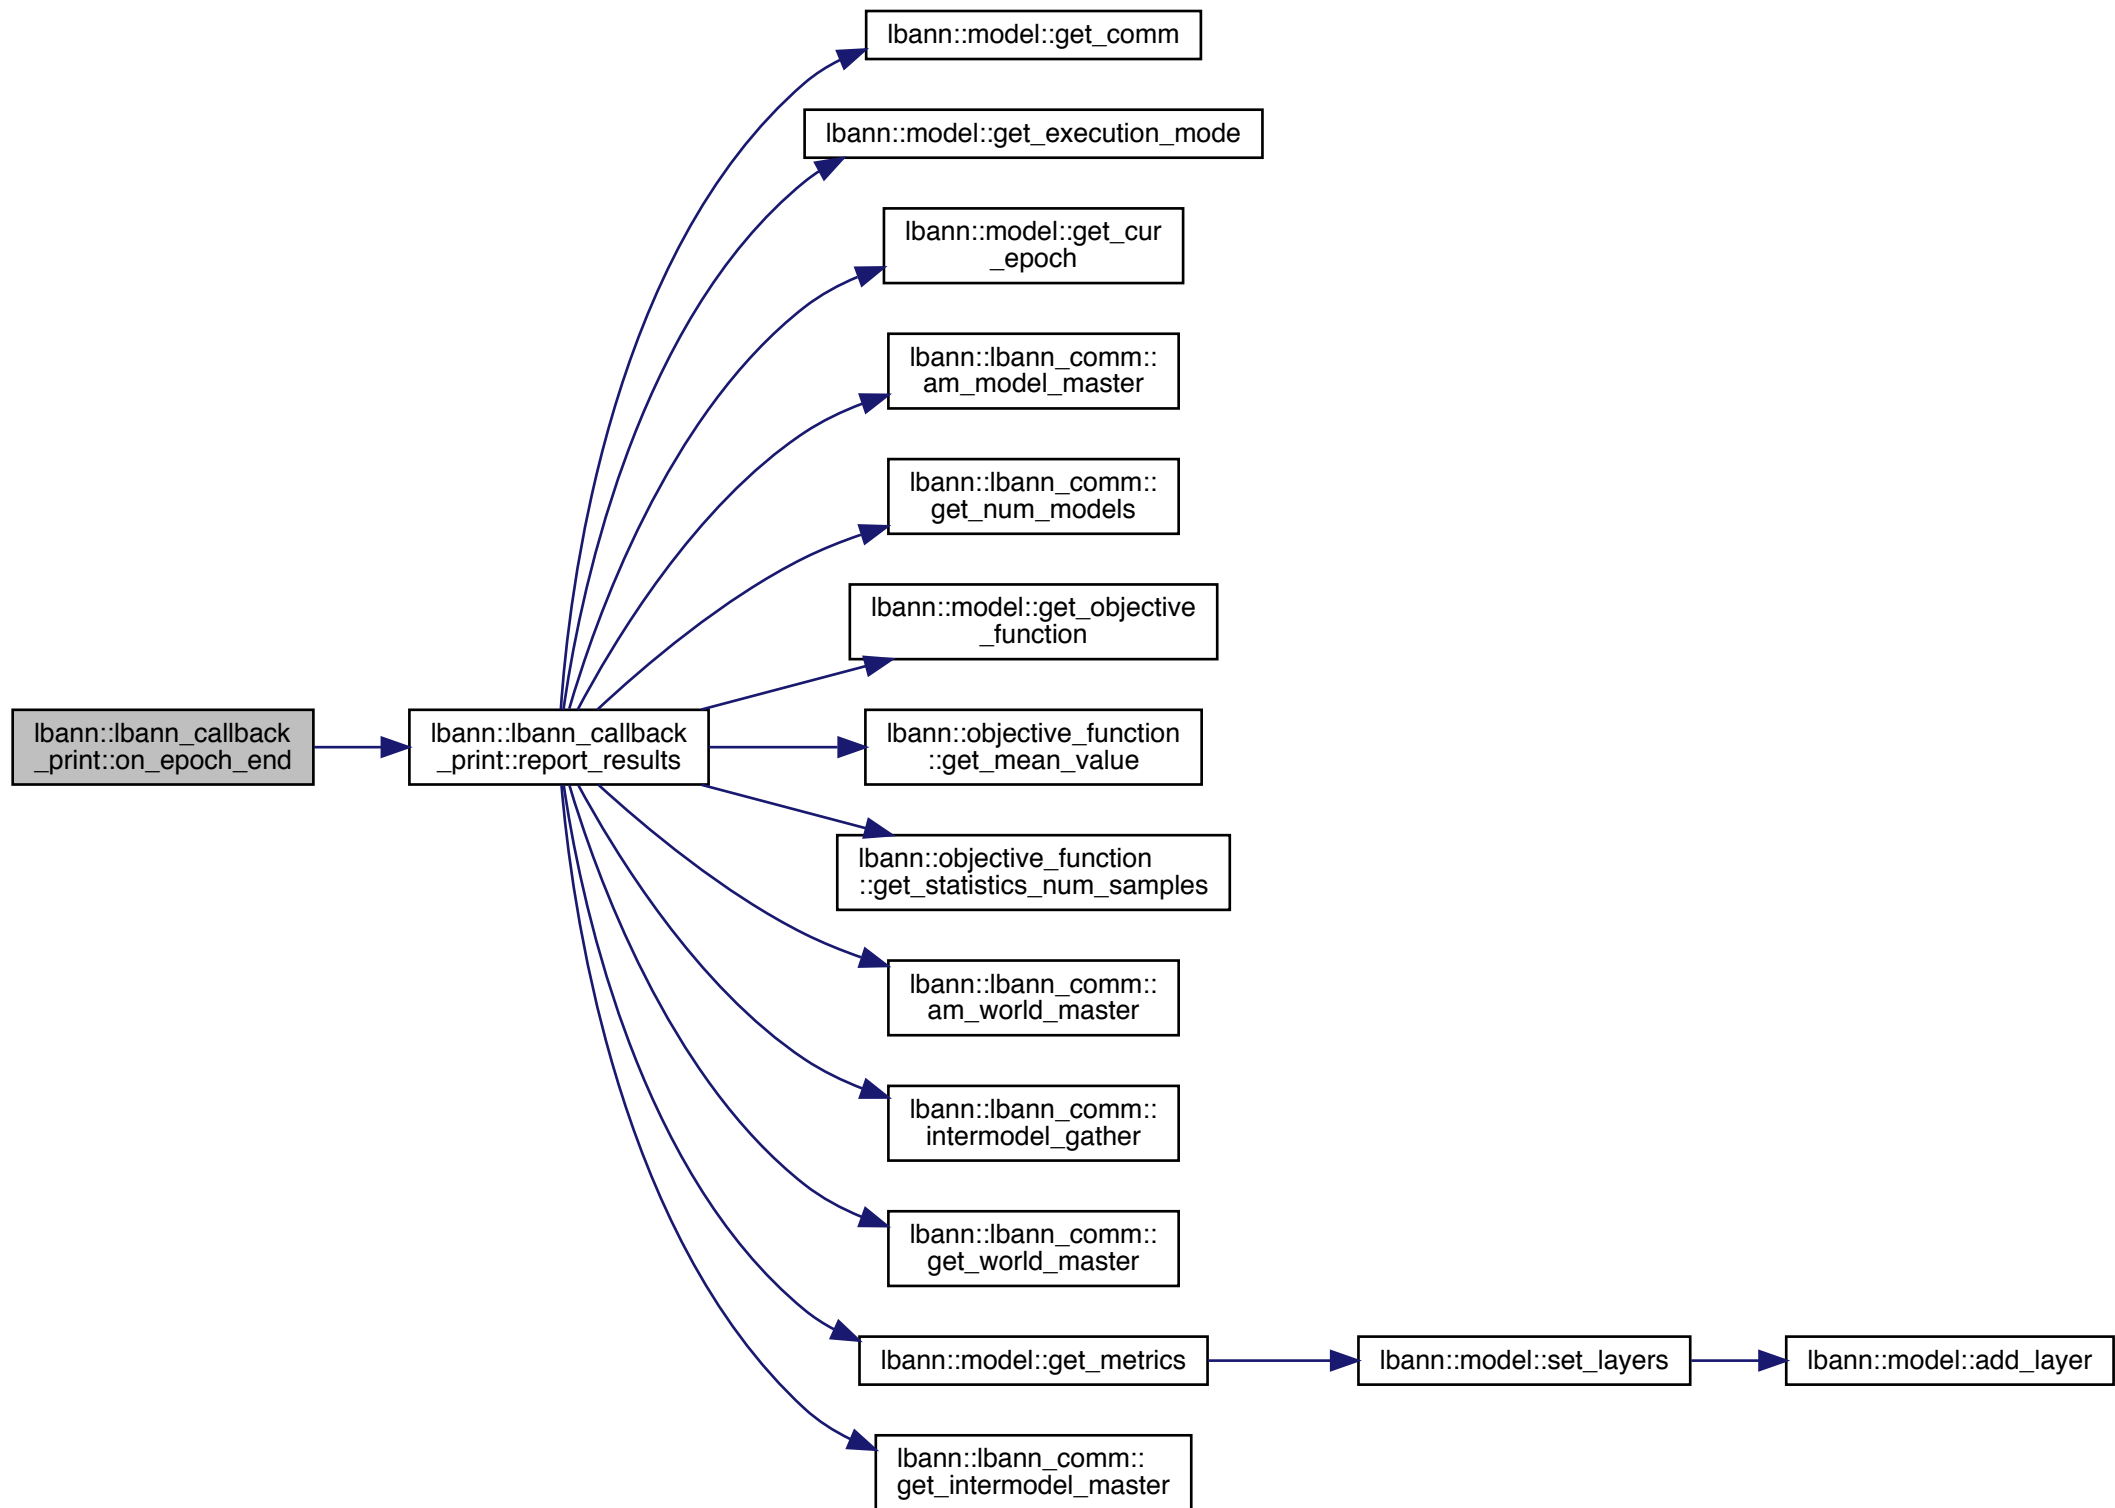 lbann::model::get_comm
lbann::model::get_execution_mode
lbann::model::get_cur
_epoch
lbann::lbann_comm::
am_model_master
lbann::lbann_comm::
get_num_models
lbann::model::get_objective
_function
lbann::lbann_callback
_print::on_epoch_end
lbann::lbann_callback
_print::report_results
lbann::objective_function
::get_mean_value
lbann::objective_function
::get_statistics_num_samples
lbann::lbann_comm::
am_world_master
lbann::lbann_comm::
intermodel_gather
lbann::lbann_comm::
get_world_master
lbann::model::get_metrics
lbann::model::set_layers
lbann::model::add_layer
lbann::lbann_comm::
get_intermodel_master